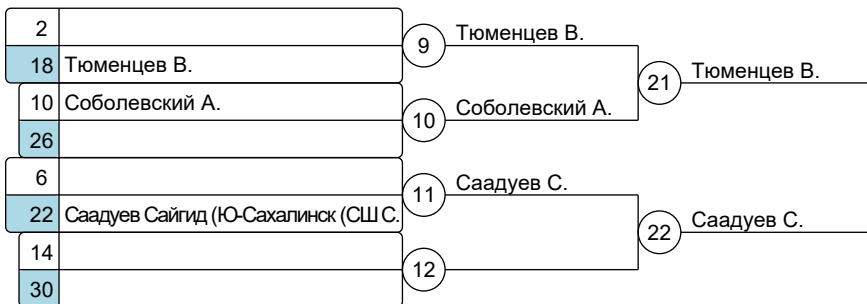 2
18 Тюменцев В.
10 Соболевский А.
26
6
22 Саадуев Сайгид (Ю-Сахалинск (СШ С.
14
30
9 Тюменцев В.
10 Соболевский А.
11 Саадуев С.
12
21 Тюменцев В.
22 Саадуев С.